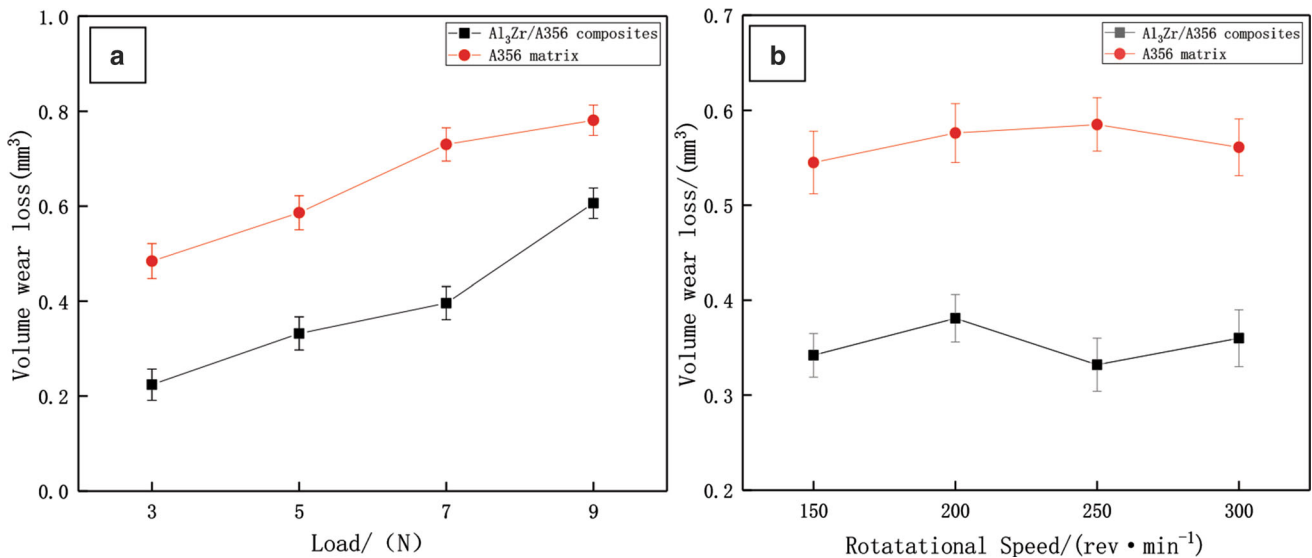 a
Al₃Zr/A356 composites
A356 matrix
1.0
0.8
0.6
0.4
0.2
0.0
Volume wear loss(mm³)
3 5 7 9
Load/ (N)
b
Al₃Zr/A356 composites
A356 matrix
0.7
0.6
0.5
0.4
0.3
0.2
Volume wear loss/(mm³)
150 200 250 300
Rotatational Speed/(rev·min⁻¹)